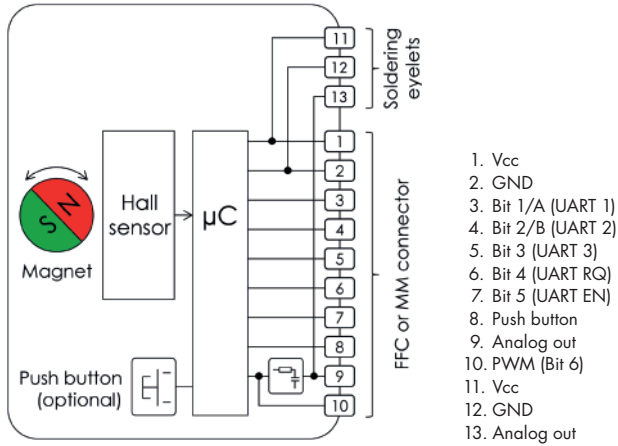 11
12
13
Soldering
eyelets
1
2
3
4
5
6
7
8
9
10
FFC or MM connector
Hall
sensor
µC
S N
Magnet
Push button
(optional)
1. Vcc
2. GND
3. Bit 1/A (UART 1)
4. Bit 2/B (UART 2)
5. Bit 3 (UART 3)
6. Bit 4 (UART RQ)
7. Bit 5 (UART EN)
8. Push button
9. Analog out
10. PWM (Bit 6)
11. Vcc
12. GND
13. Analog out